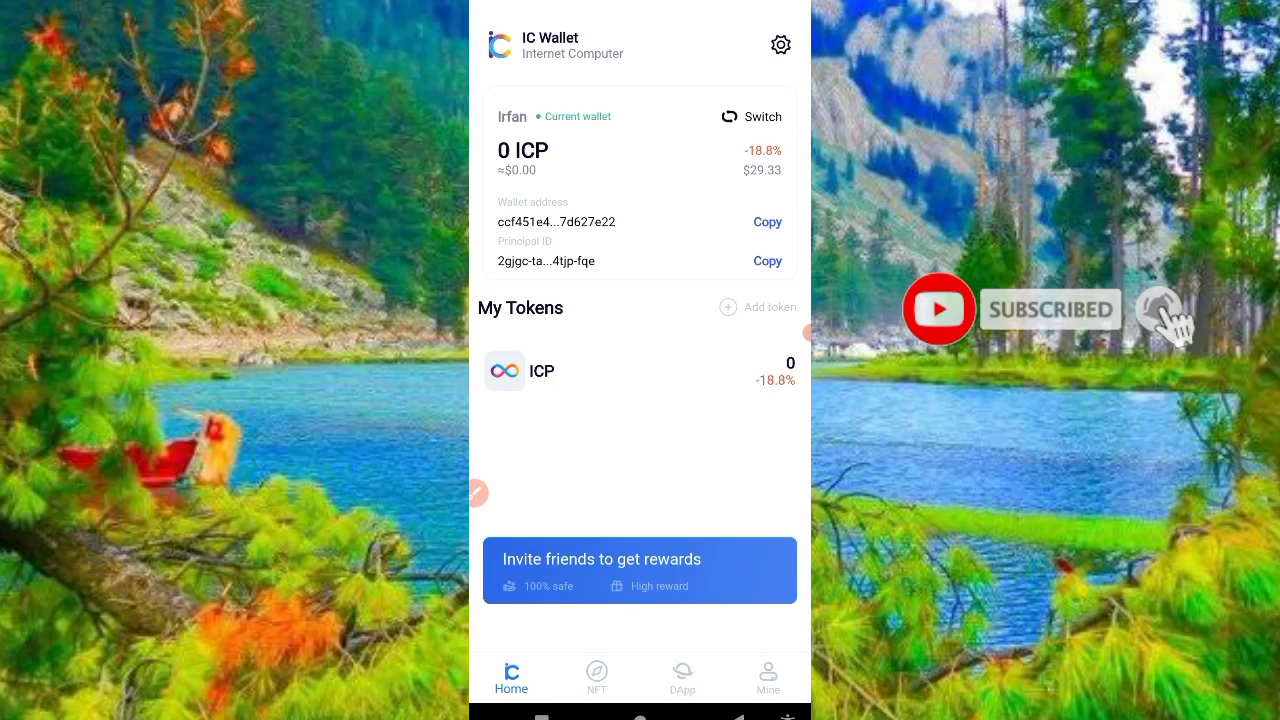 IC Wallet
Internet Computer
Irfan • Current wallet Switch
0 ICP -18.8%
≈$0.00 $29.33
Wallet address
ccf451e4...7d627e22 Copy
Principal ID
2gjgc-ta...4tjp-fqe Copy
My Tokens Add token
ICP 0
-18.8%
SUBSCRIBED
Invite friends to get rewards
100% safe High reward
Home NFT DApp Mine